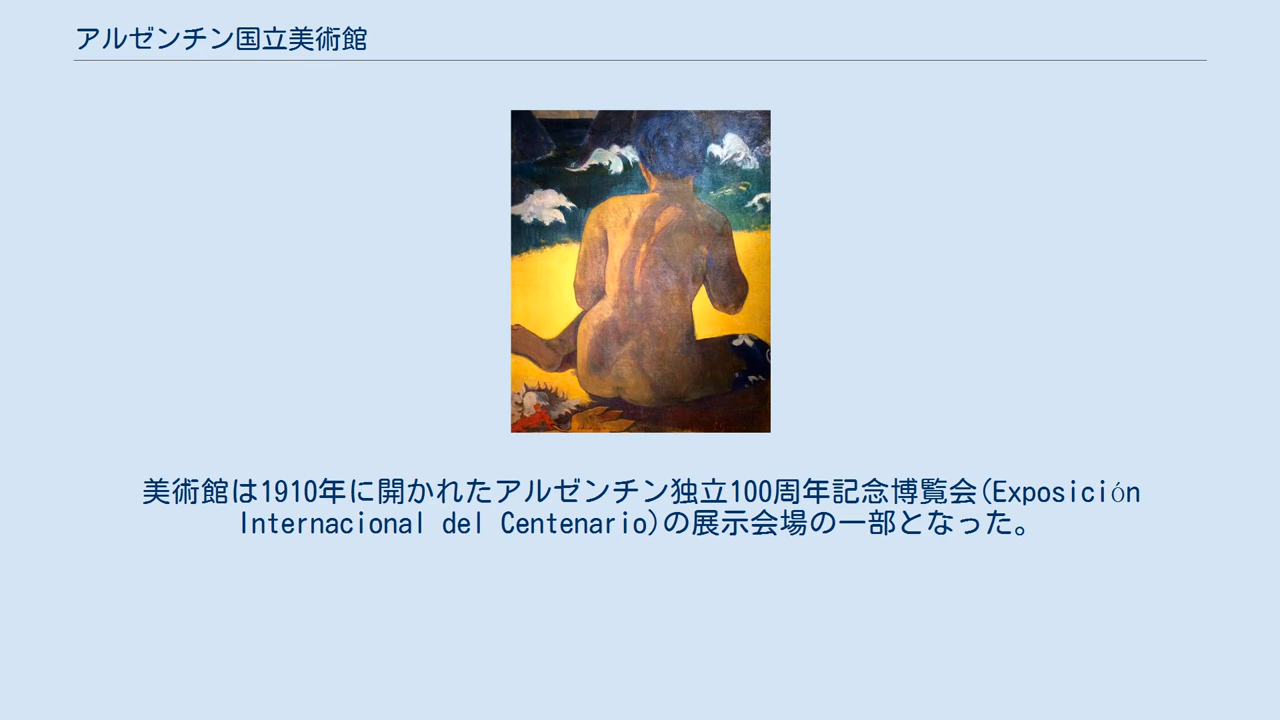 アルゼンチン国立美術館
美術館は1910年に開かれたアルゼンチン独立100周年記念博覧会(Exposición
Internacional del Centenario)の展示会場の一部となった。